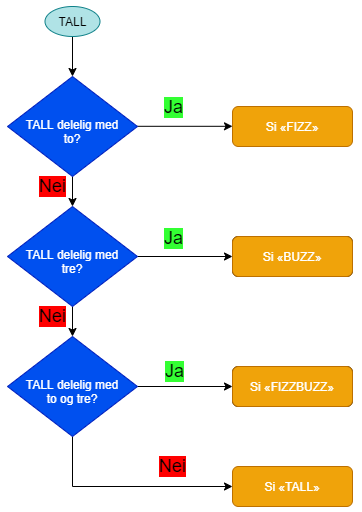 TALL
TALL delelig med
to?
Ja
Si «FIZZ»
Nei
TALL delelig med
tre?
Ja
Si «BUZZ»
Nei
TALL delelig med
to og tre?
Ja
Si «FIZZBUZZ»
Nei
Si «TALL»